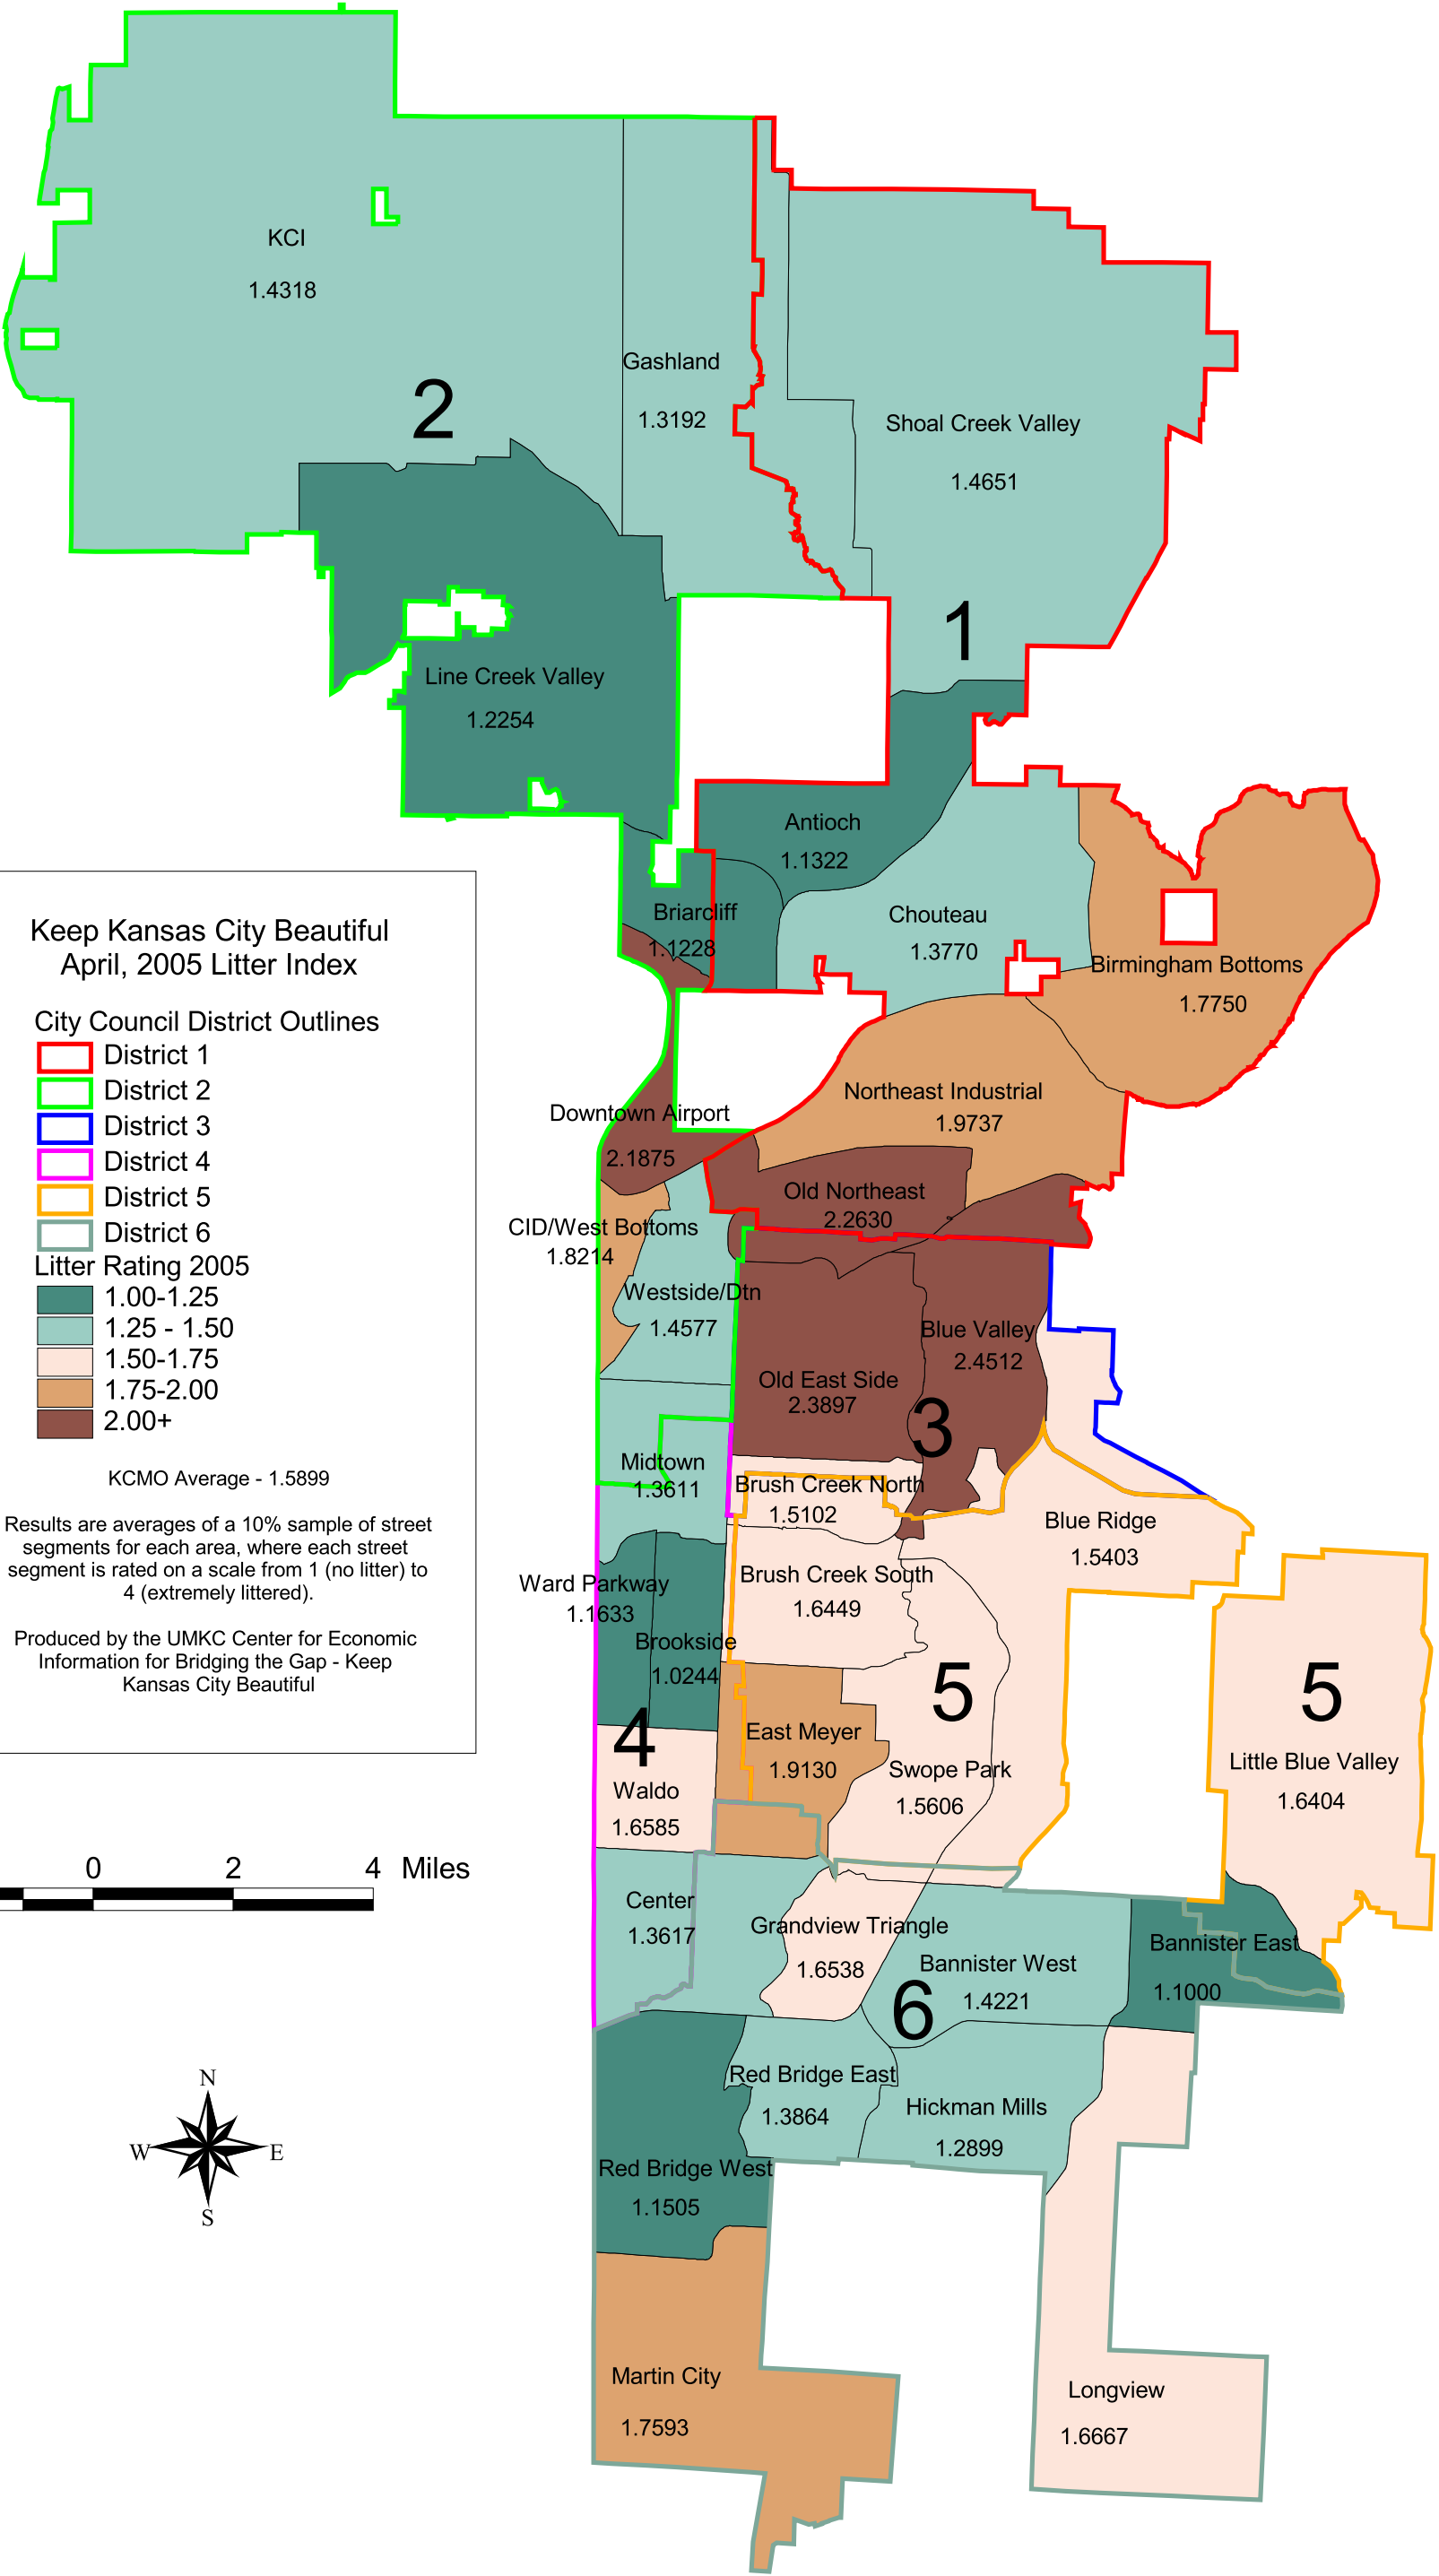 KCI
1.4318
Gashland
1.3192
2
Shoal Creek Valley
1.4651
1
Line Creek Valley
1.2254
Antioch
1.1322
Briarcliff
1.1228
Chouteau
1.3770
Birmingham Bottoms
1.7750
Keep Kansas City Beautiful
April, 2005 Litter Index
City Council District Outlines
District 1
District 2
District 3
District 4
District 5
District 6
Litter Rating 2005
1.00-1.25
1.25 - 1.50
1.50-1.75
1.75-2.00
2.00+
KCMO Average - 1.5899
Results are averages of a 10% sample of street
segments for each area, where each street
segment is rated on a scale from 1 (no litter) to
4 (extremely littered).
Produced by the UMKC Center for Economic
Information for Bridging the Gap - Keep
Kansas City Beautiful
Northeast Industrial
1.9737
Downtown Airport
2.1875
Old Northeast
2.2630
CID/West Bottoms
1.8214
Westside/Dtn
1.4577
Blue Valley
2.4512
Old East Side
2.3897
3
Midtown
1.3611
Brush Creek North
1.5102
Blue Ridge
1.5403
Brush Creek South
1.6449
Ward Parkway
1.1633
Brookside
1.0244
5
5
4
East Meyer
1.9130
Swope Park
1.5606
Little Blue Valley
1.6404
Waldo
1.6585
0 2 4 Miles
Center
1.3617
Grandview Triangle
1.6538
Bannister West
1.4221
Bannister East
1.1000
6
Red Bridge East
1.3864
Hickman Mills
1.2899
N
W E
S
Red Bridge West
1.1505
Martin City
1.7593
Longview
1.6667